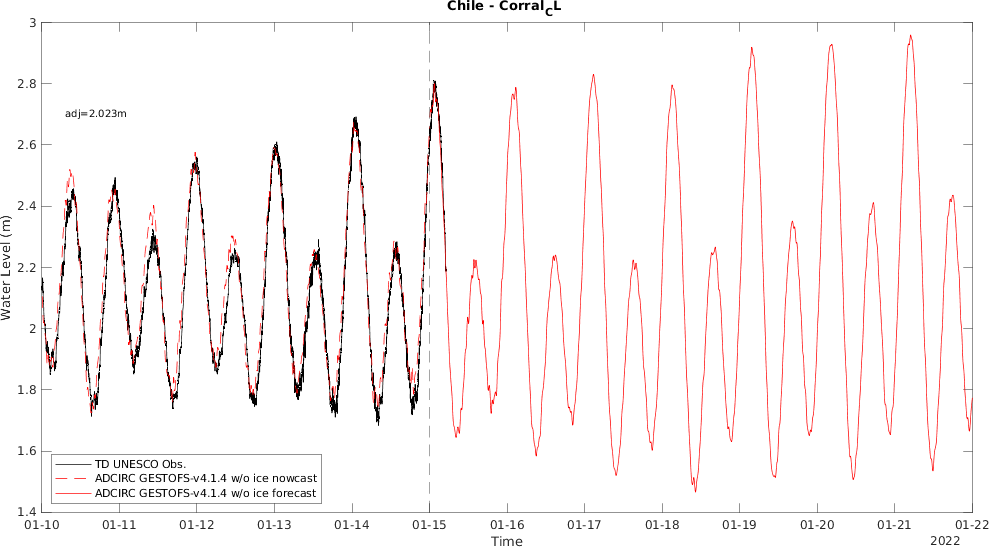 Chile - Corral_CL
3
2.8
2.6
2.4
2.2
2
1.8
1.6
1.4
Water Level (m)
adj=2.023m
TD UNESCO Obs.
ADCIRC GESTOFS-v4.1.4 w/o ice nowcast
ADCIRC GESTOFS-v4.1.4 w/o ice forecast
01-10 01-11 01-12 01-13 01-14 01-15 01-16 01-17 01-18 01-19 01-20 01-21 01-22
Time
2022